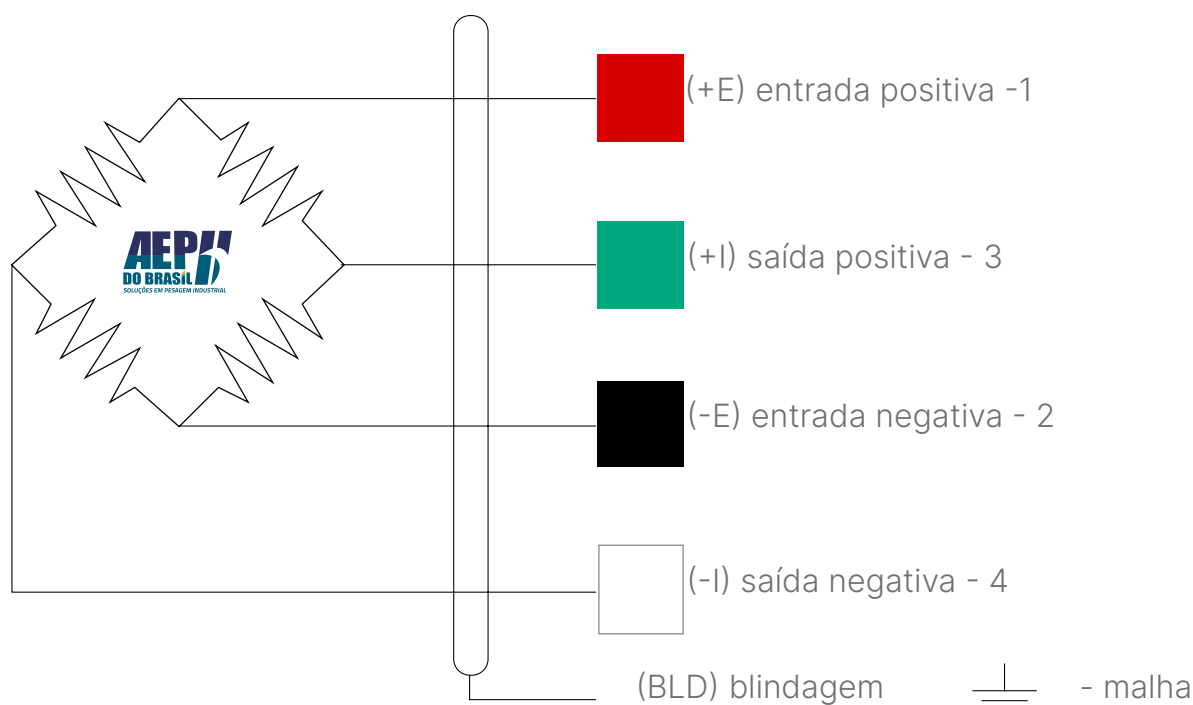 (+E) entrada positiva -1
AEPH
DO BRASIL
SOLUÇÕES EM PESAGEM INDUSTRIAL
(+I) saída positiva - 3
(-E) entrada negativa - 2
(-I) saída negativa - 4
(BLD) blindagem - malha